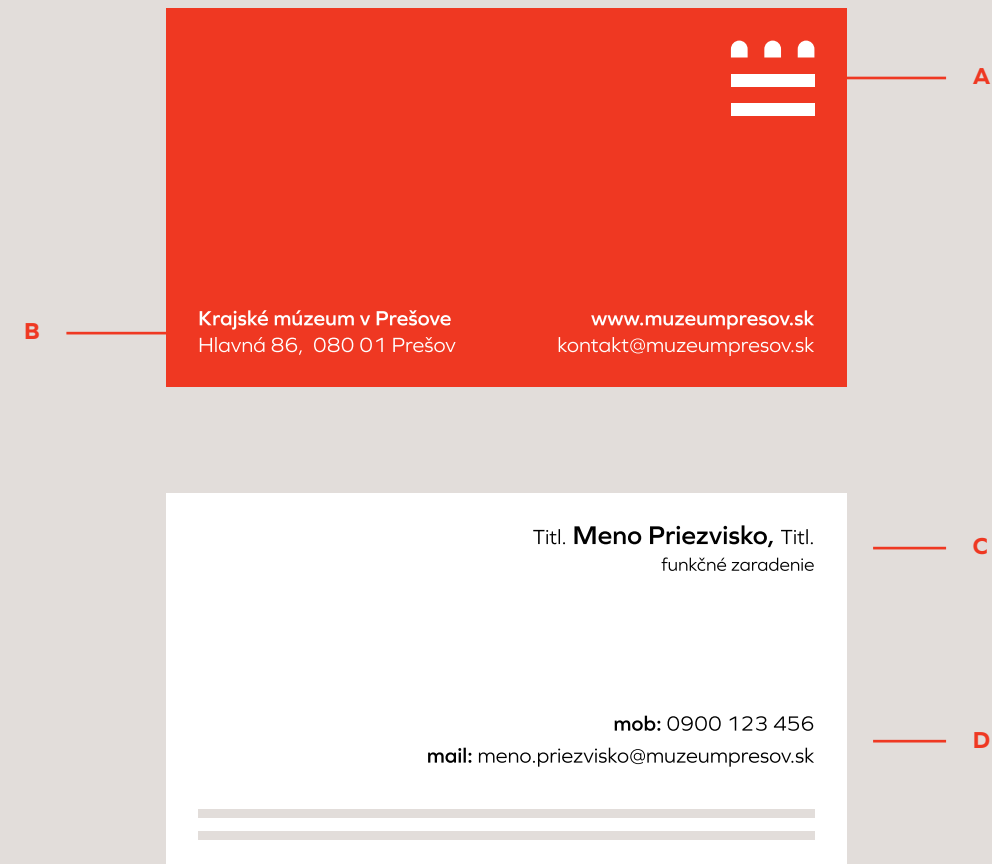 A
B
Krajské múzeum v Prešove
Hlavná 86, 080 01 Prešov
www.muzeumpresov.sk
kontakt@muzeumpresov.sk
Titl. Meno Priezvisko, Titl.
funkčné zaradenie
C
mob: 0900 123 456
mail: meno.priezvisko@muzeumpresov.sk
D